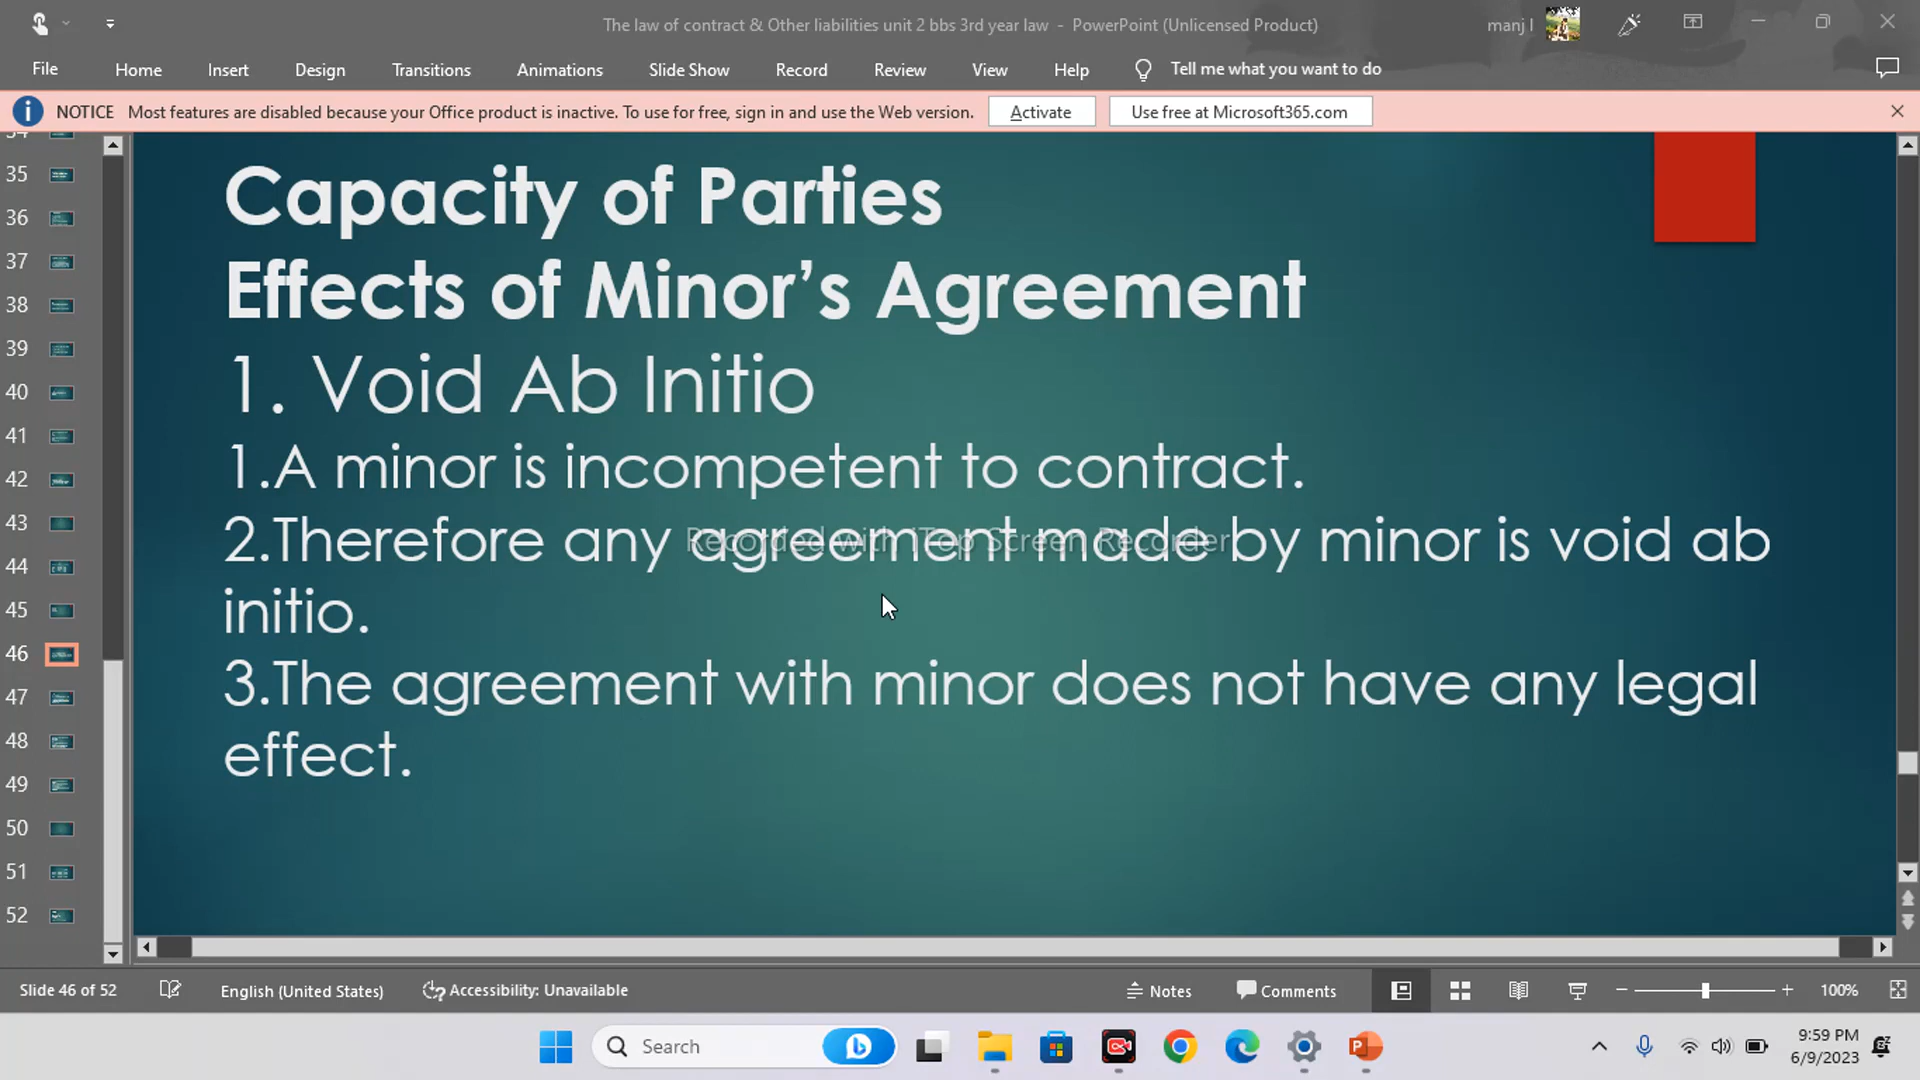 The law of contract & Other liabilities unit 2 bbs 3rd year law - PowerPoint (Unlicensed Product)
manj l
File
Home
Insert
Design
Transitions
Animations
Slide Show
Record
Review
View
Help
Tell me what you want to do
NOTICE Most features are disabled because your Office product is inactive. To use for free, sign in and use the Web version.
Activate
Use free at Microsoft365.com
34
35
36
37
38
39
40
41
42
43
44
45
46
47
48
49
50
51
52
Capacity of Parties
Effects of Minor’s Agreement
1. Void Ab Initio
1.A minor is incompetent to contract.
2.Therefore any agreement made by minor is void ab
initio.
Recorded with iTop Screen Recorder
3.The agreement with minor does not have any legal
effect.
Slide 46 of 52
English (United States)
Accessibility: Unavailable
Notes
Comments
100%
Search
9:59 PM
6/9/2023